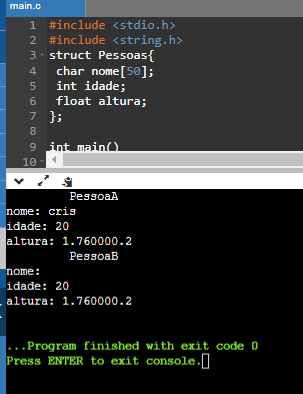 main.c
1 #include <stdio.h>
2 #include <string.h>
3 struct Pessoas{
4 char nome[50];
5 int idade;
6 float altura;
7 };
8
9 int main()
10
PessoaA
nome: cris
idade: 20
altura: 1.760000.2
PessoaB
nome:
idade: 20
altura: 1.760000.2
...Program finished with exit code 0
Press ENTER to exit console.